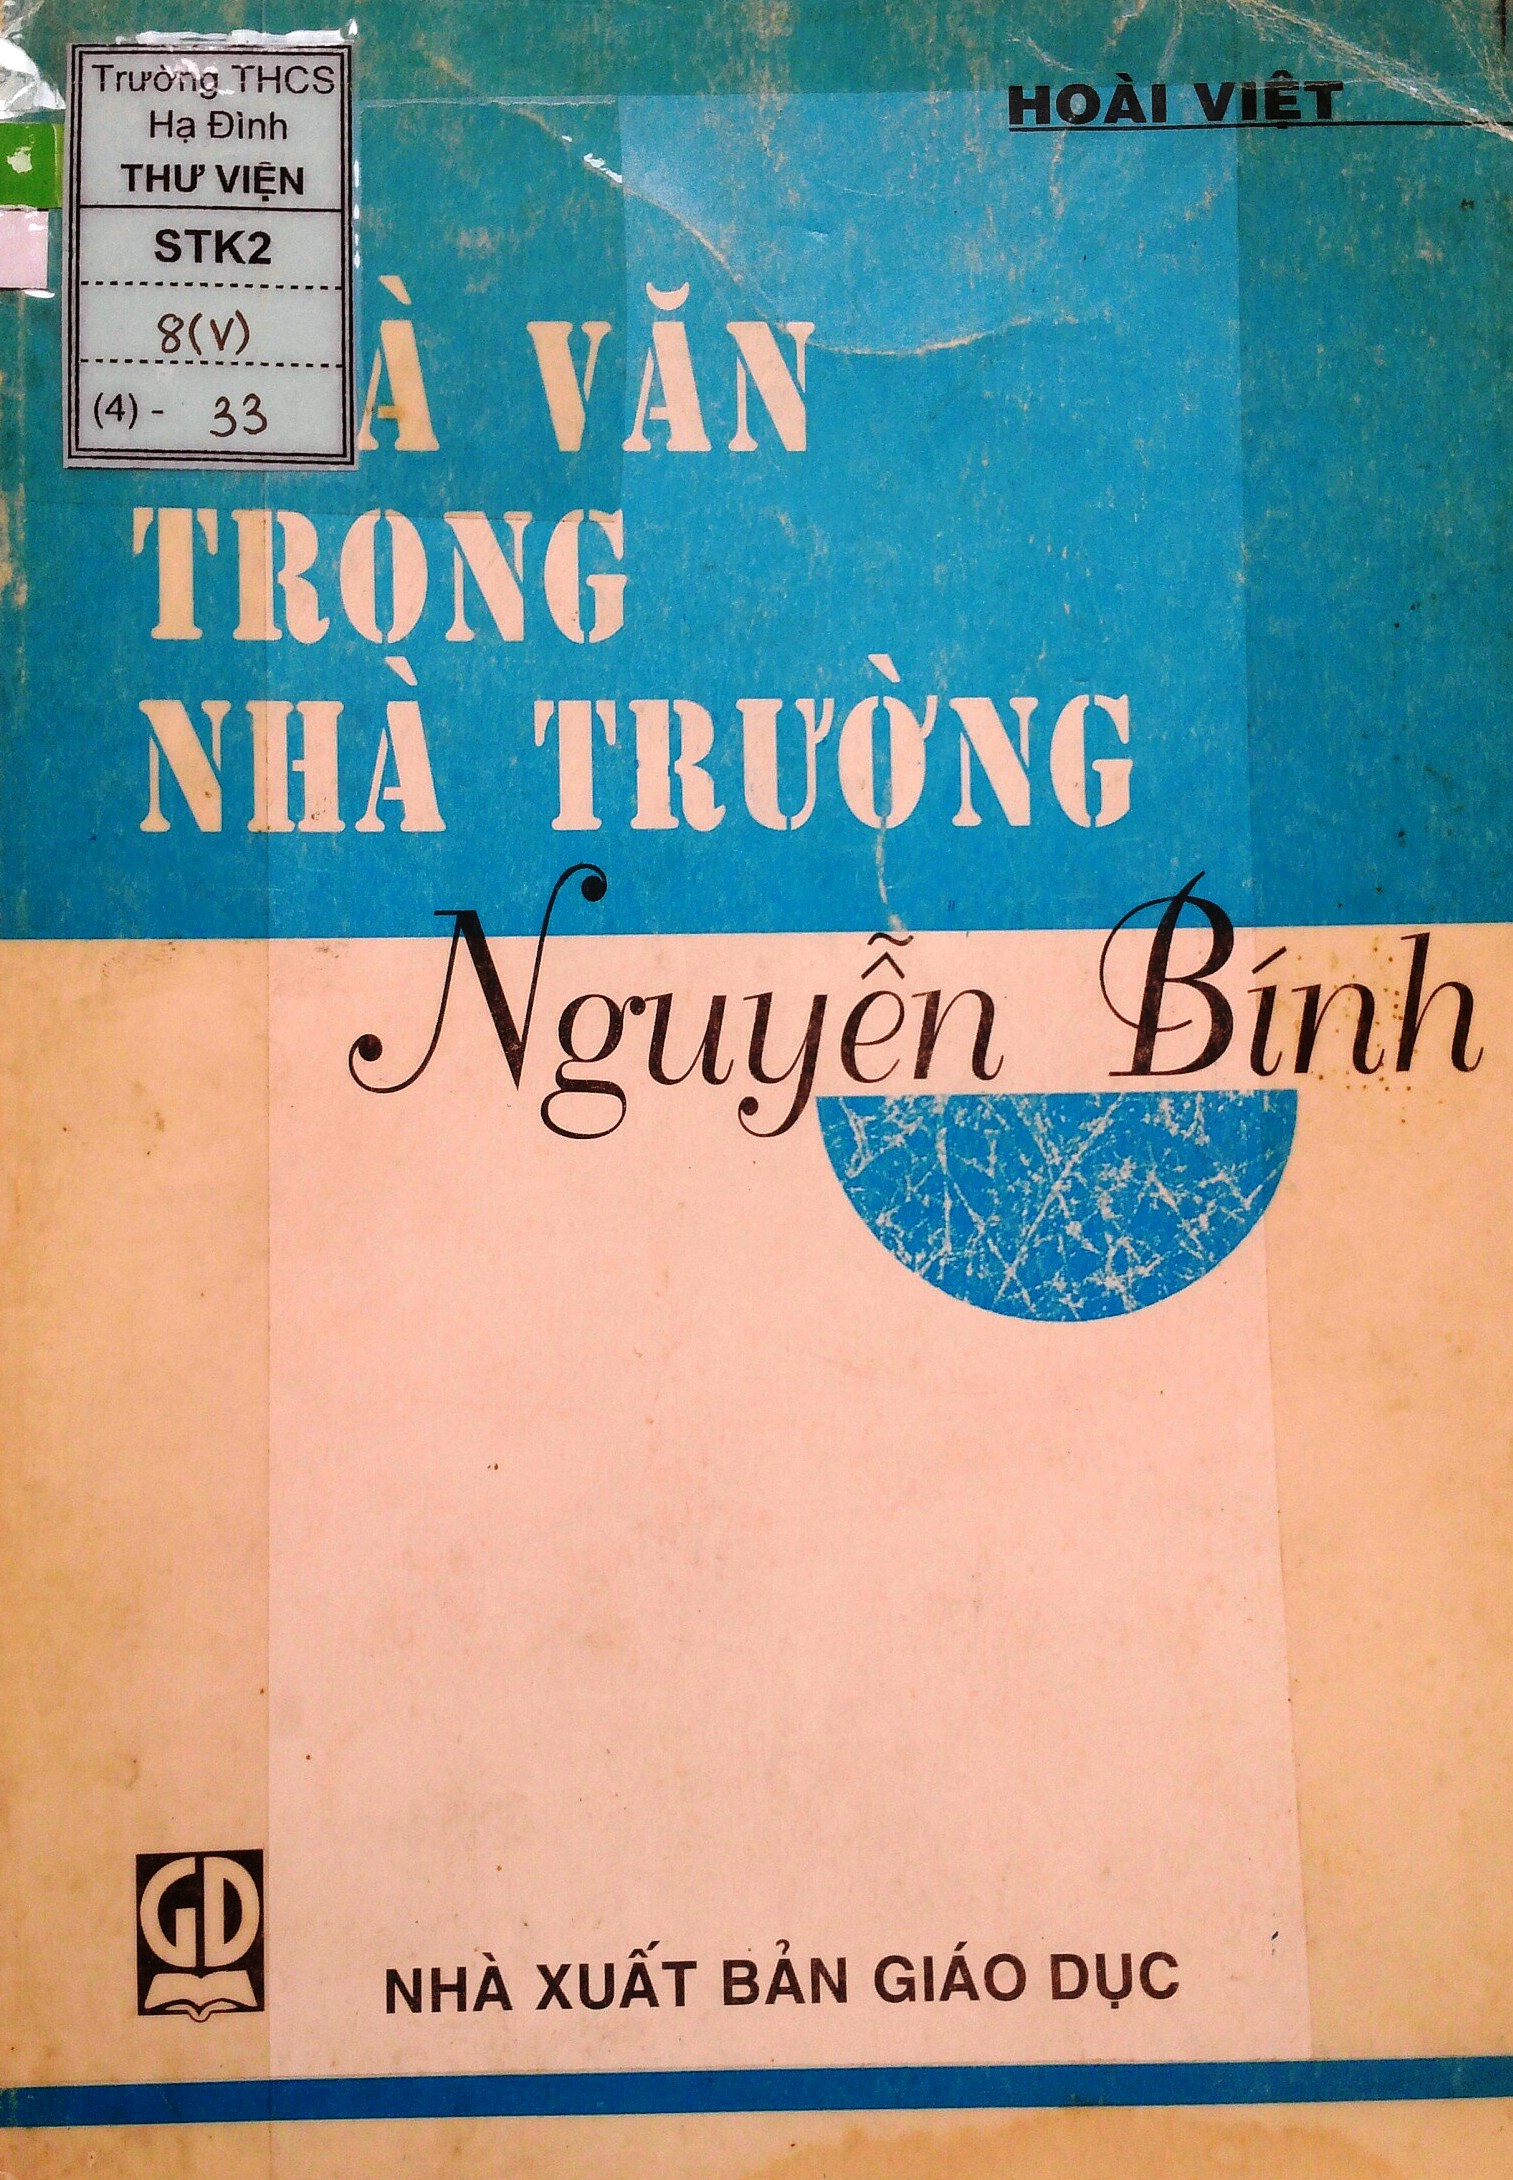 Trường THCS
Hạ Đình
THƯ VIỆN
STK2
8(V)
(4) - 33
HOÀI VIỆT
À VĂN
TRONG
NHÀ TRƯỜNG
Nguyễn Bính
GD
NHÀ XUẤT BẢN GIÁO DỤC